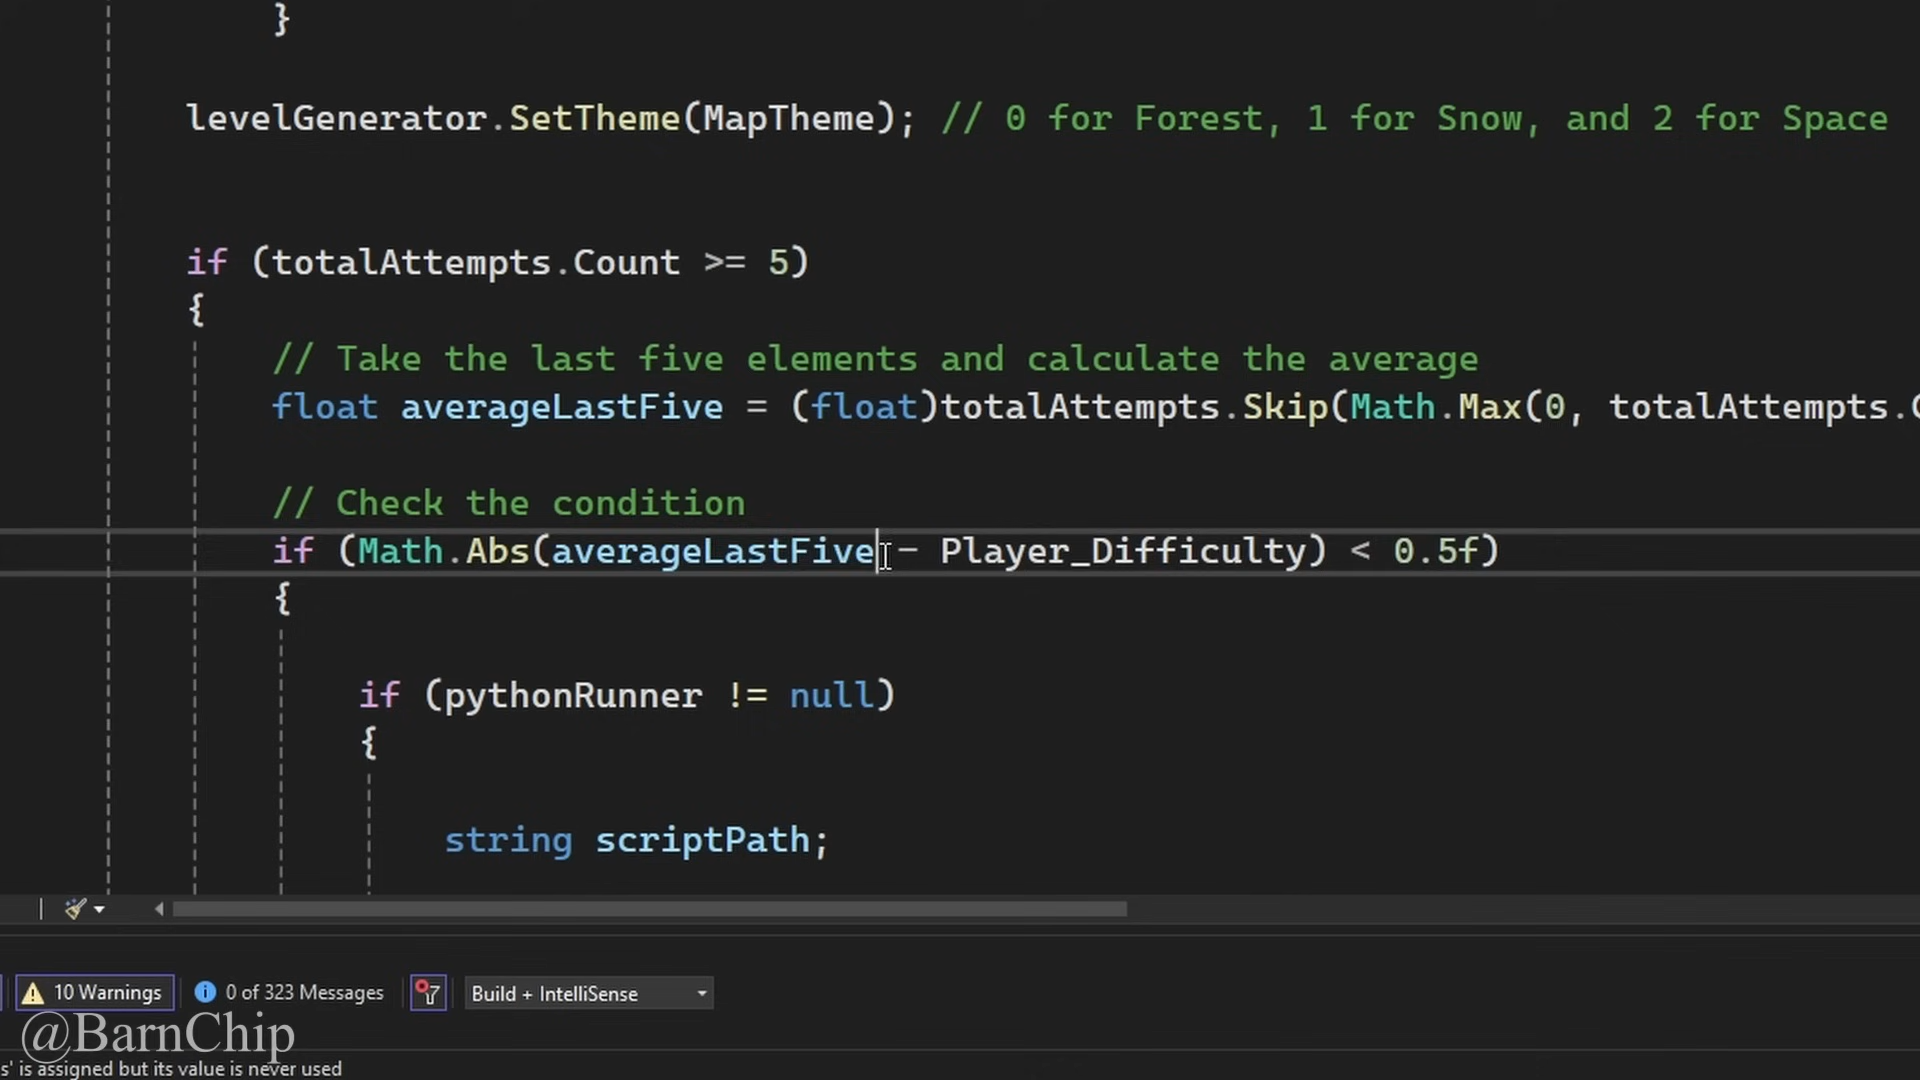 }
levelGenerator.SetTheme(MapTheme); // 0 for Forest, 1 for Snow, and 2 for Space
if (totalAttempts.Count >= 5)
{
// Take the last five elements and calculate the average
float averageLastFive = (float)totalAttempts.Skip(Math.Max(0, totalAttempts.
// Check the condition
if (Math.Abs(averageLastFive - Player_Difficulty) < 0.5f)
{
if (pythonRunner != null)
{
string scriptPath;
10 Warnings 0 of 323 Messages Build + IntelliSense
@BarnChip
s' is assigned but its value is never used